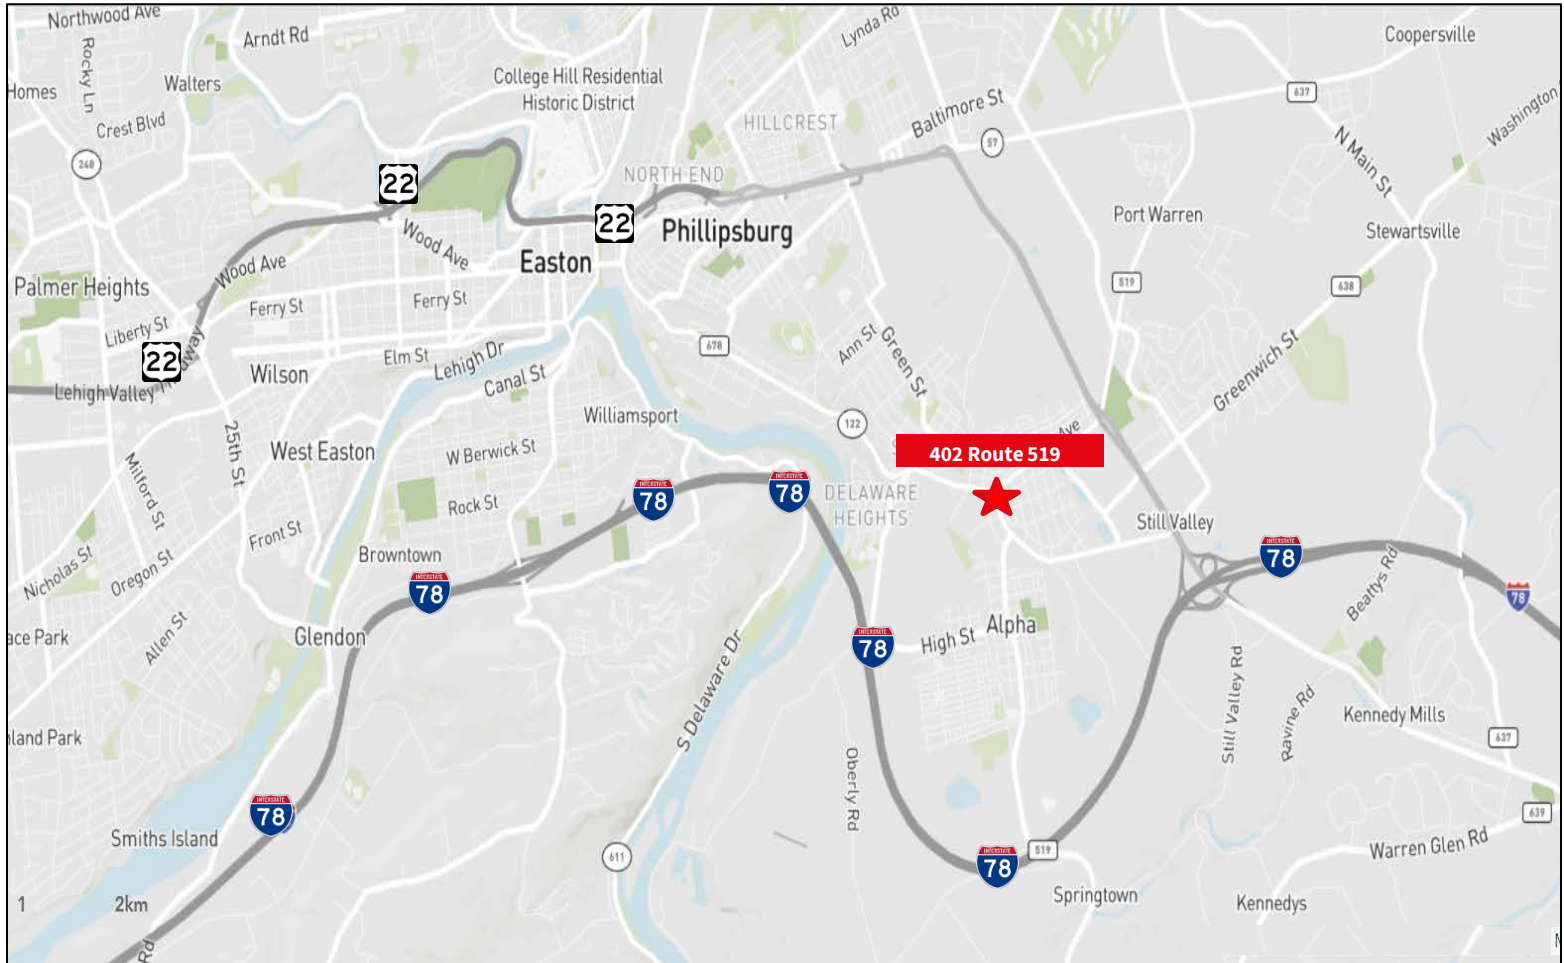 Northwood Ave
Arndt Rd
Rocky Ln
Walters
Homes
Crest Blvd
248
College Hill Residential
Historic District
Lynda Rd
Coopersville
637
HILLCREST
Baltimore St
57
N Main St
Washington
NORTH END
22
22
Phillipsburg
Port Warren
Stewartsville
Wood Ave
Wood Ave
Easton
Palmer Heights
Ferry St
Ferry St
519
638
Liberty St
22
Lehigh Valley
Elm St
Lehigh Dr
678
Ann St
Green St
Greenwich St
Wilson
Canal St
Williamsport
122
Ave
25th St
West Easton
W Berwick St
402 Route 519
Milford St
Rock St
78
78
DELAWARE
HEIGHTS
Still Valley
Front St
Browntown
78
78
78
Nicholas St
Oregon St
Beattys Rd
Allen St
ace Park
Glendon
78
High St
Alpha
S Delaware Dr
Still Valley Rd
Ravine Rd
Kennedy Mills
637
nland Park
Oberly Rd
78
Smiths Island
611
78
519
639
Warren Glen Rd
1
2km
Springtown
Kennedys
Rd